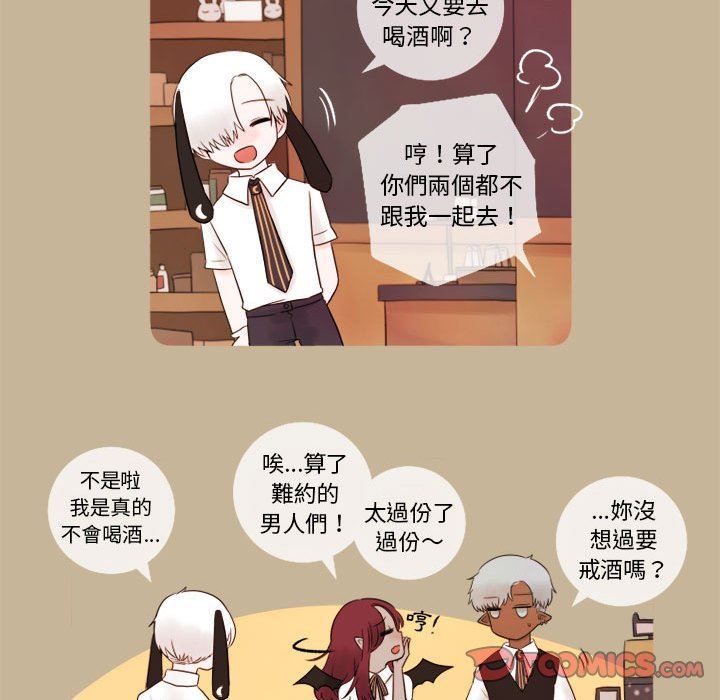 今天又要去
喝酒啊？
哼！算了
你們兩個都不
跟我一起去！
唉...算了
難約的
男人們！
不是啦
我是真的
不會喝酒...
太過份了
過份～
...妳沒
想過要
戒酒嗎？
哼！
TOOMICS.COM